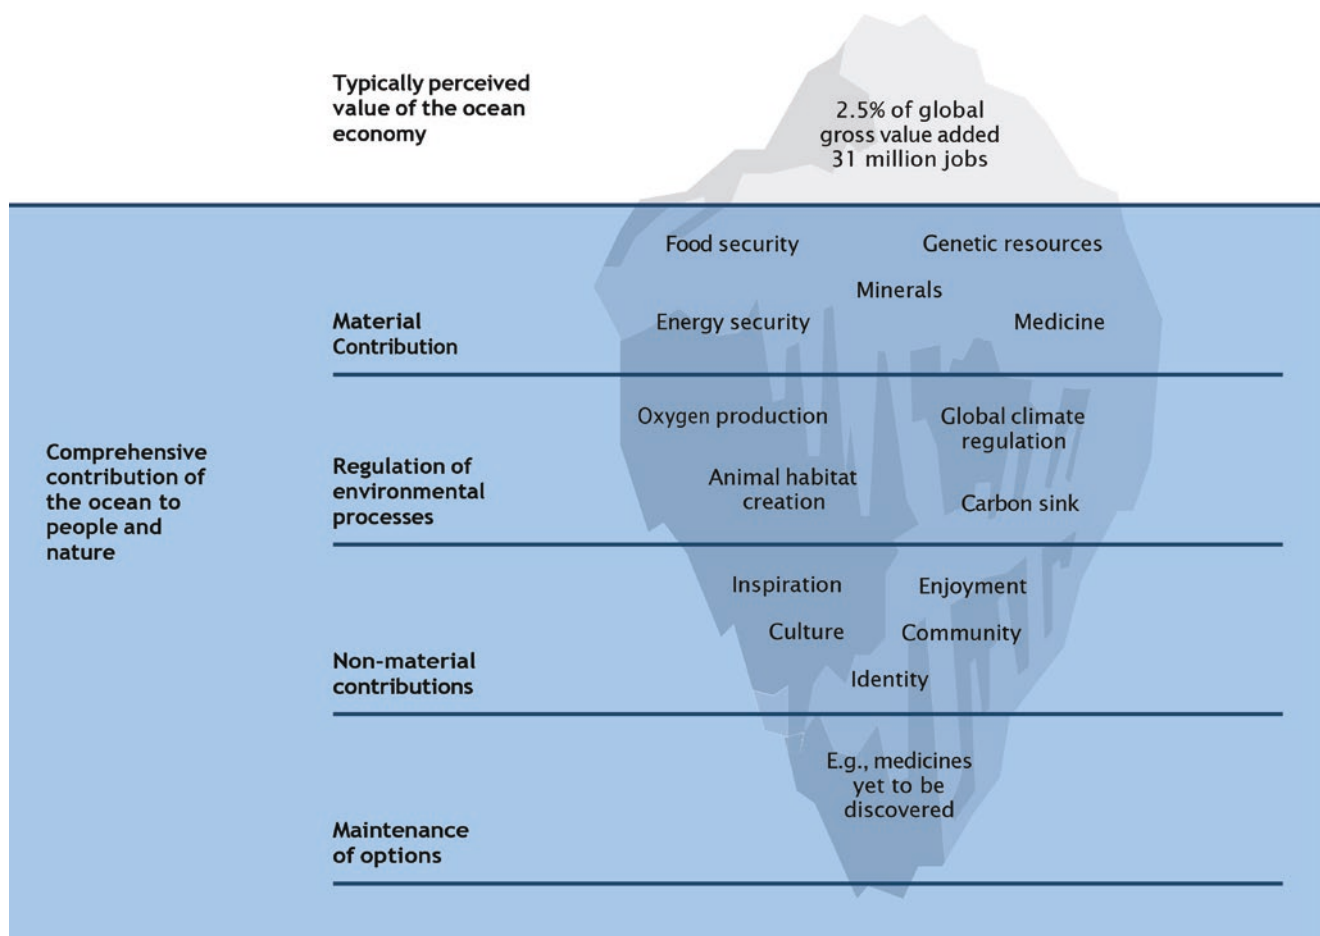 Typically perceived
value of the ocean
economy
2.5% of global
gross value added
31 million jobs
Comprehensive
contribution of
the ocean to
people and
nature
Material
Contribution
Food security
Genetic resources
Minerals
Energy security
Medicine
Regulation of
environmental
processes
Oxygen production
Global climate
regulation
Animal habitat
creation
Carbon sink
Non-material
contributions
Inspiration
Enjoyment
Culture
Community
Identity
Maintenance
of options
E.g., medicines
yet to be
discovered